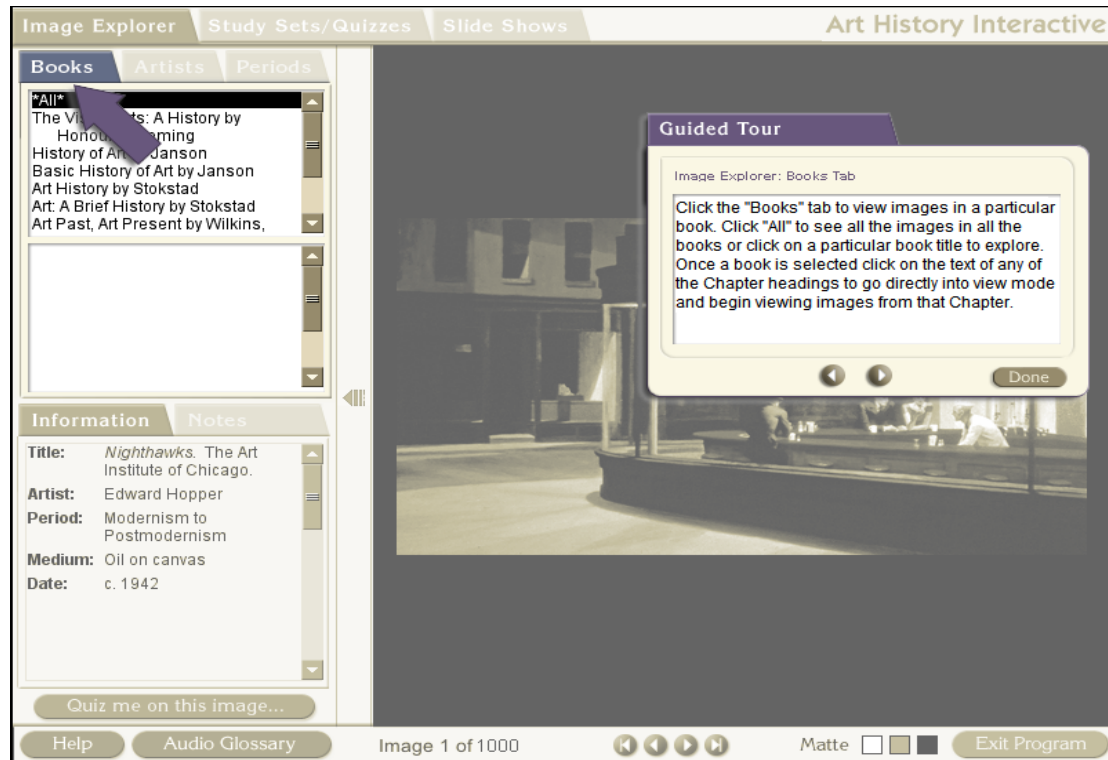 Image Explorer
Study Sets/Quizzes
Slide Shows
Art History Interactive
Books
Artists
Periods
*All*
The Vis ts: A History by
Hono ming
History of Ar Janson
Basic History of Art by Janson
Art History by Stokstad
Art: A Brief History by Stokstad
Art Past, Art Present by Wilkins,
Guided Tour
Image Explorer: Books Tab
Click the "Books" tab to view images in a particular
book. Click "All" to see all the images in all the
books or click on a particular book title to explore.
Once a book is selected click on the text of any of
the Chapter headings to go directly into view mode
and begin viewing images from that Chapter.
Done
Information
Notes
Title: Nighthawks. The Art
Institute of Chicago.
Artist: Edward Hopper
Period: Modernism to
Postmodernism
Medium: Oil on canvas
Date: c. 1942
Quiz me on this image...
Help
Audio Glossary
Image 1 of 1000
Matte
Exit Program